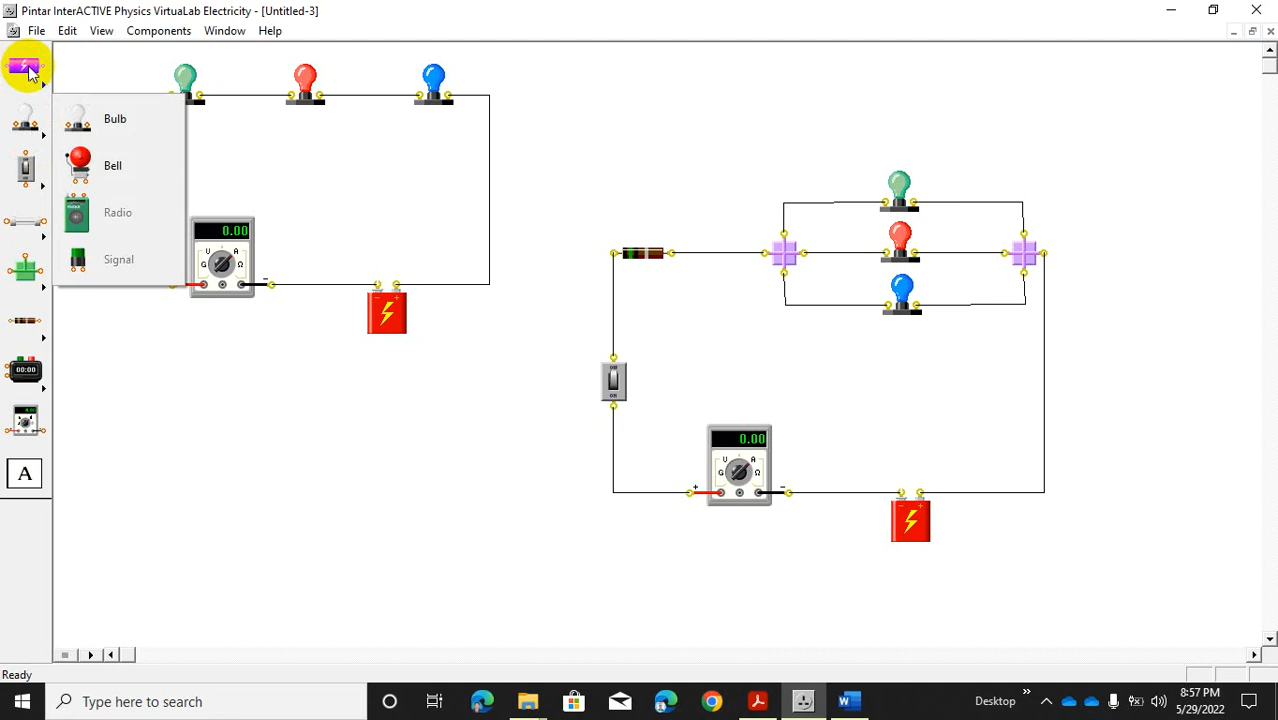 Pintar InterACTIVE Physics VirtuaLab Electricity - [Untitled-3]
File Edit View Components Window Help
Bulb
Bell
Radio
Signal
0.00
U A
G Ω
-
00:00
A
0.00
U A
G Ω
+ -
- +
- +
Ready
Type here to search
Desktop
8:57 PM
5/29/2022